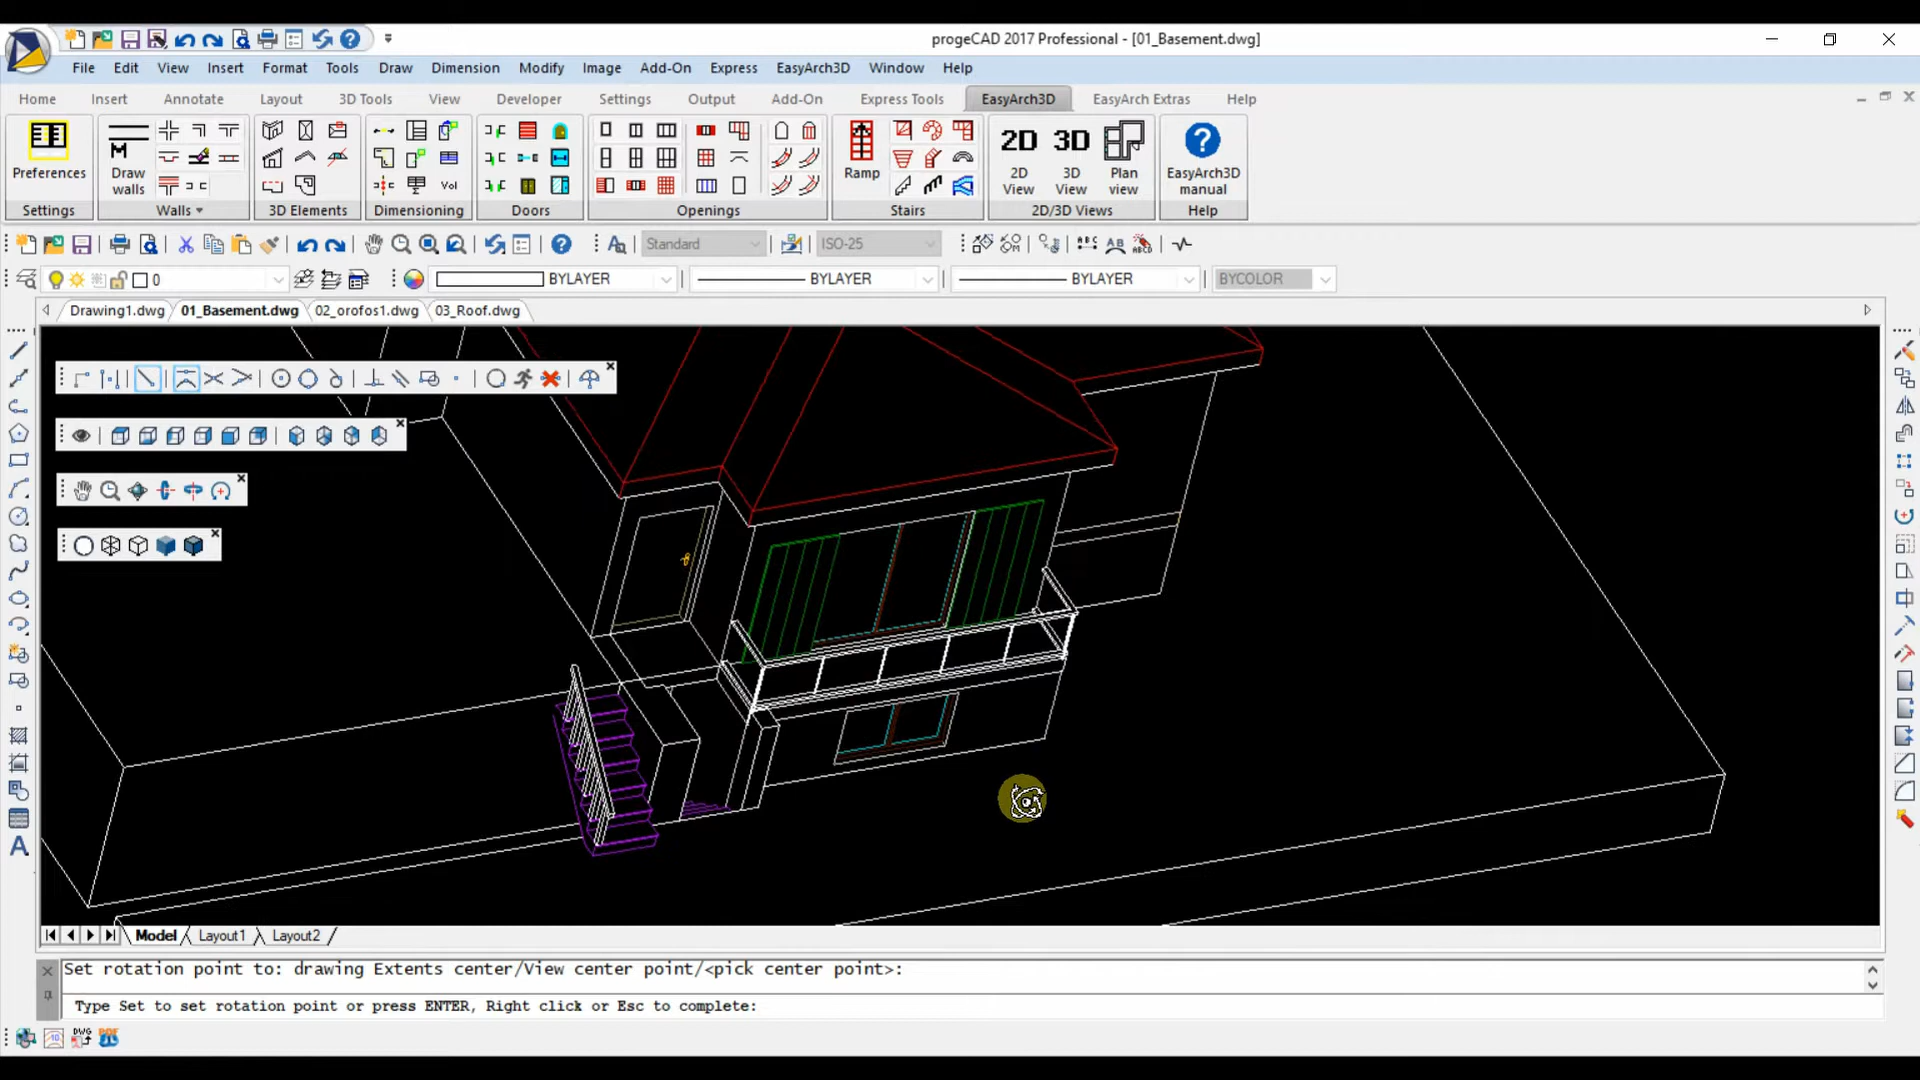 progeCAD 2017 Professional - [01_Basement.dwg]
File Edit View Insert Format Tools Draw Dimension Modify Image Add-On Express EasyArch3D Window Help
Home Insert Annotate Layout 3D Tools View Developer Settings Output Add-On Express Tools EasyArch3D EasyArch Extras Help
Preferences
M
Draw walls
Vol
Ramp
2D
2D View
3D
3D View
Plan view
EasyArch3D manual
Settings Walls 3D Elements Dimensioning Doors Openings Stairs 2D/3D Views Help
Standard ISO-25
0 BYLAYER BYLAYER BYLAYER BYCOLOR
Drawing1.dwg 01_Basement.dwg 02_orofos1.dwg 03_Roof.dwg
A
Model Layout1 Layout2
Set rotation point to: drawing Extents center/View center point/<pick center point>:
Type Set to set rotation point or press ENTER, Right click or Esc to complete:
DWG PDF